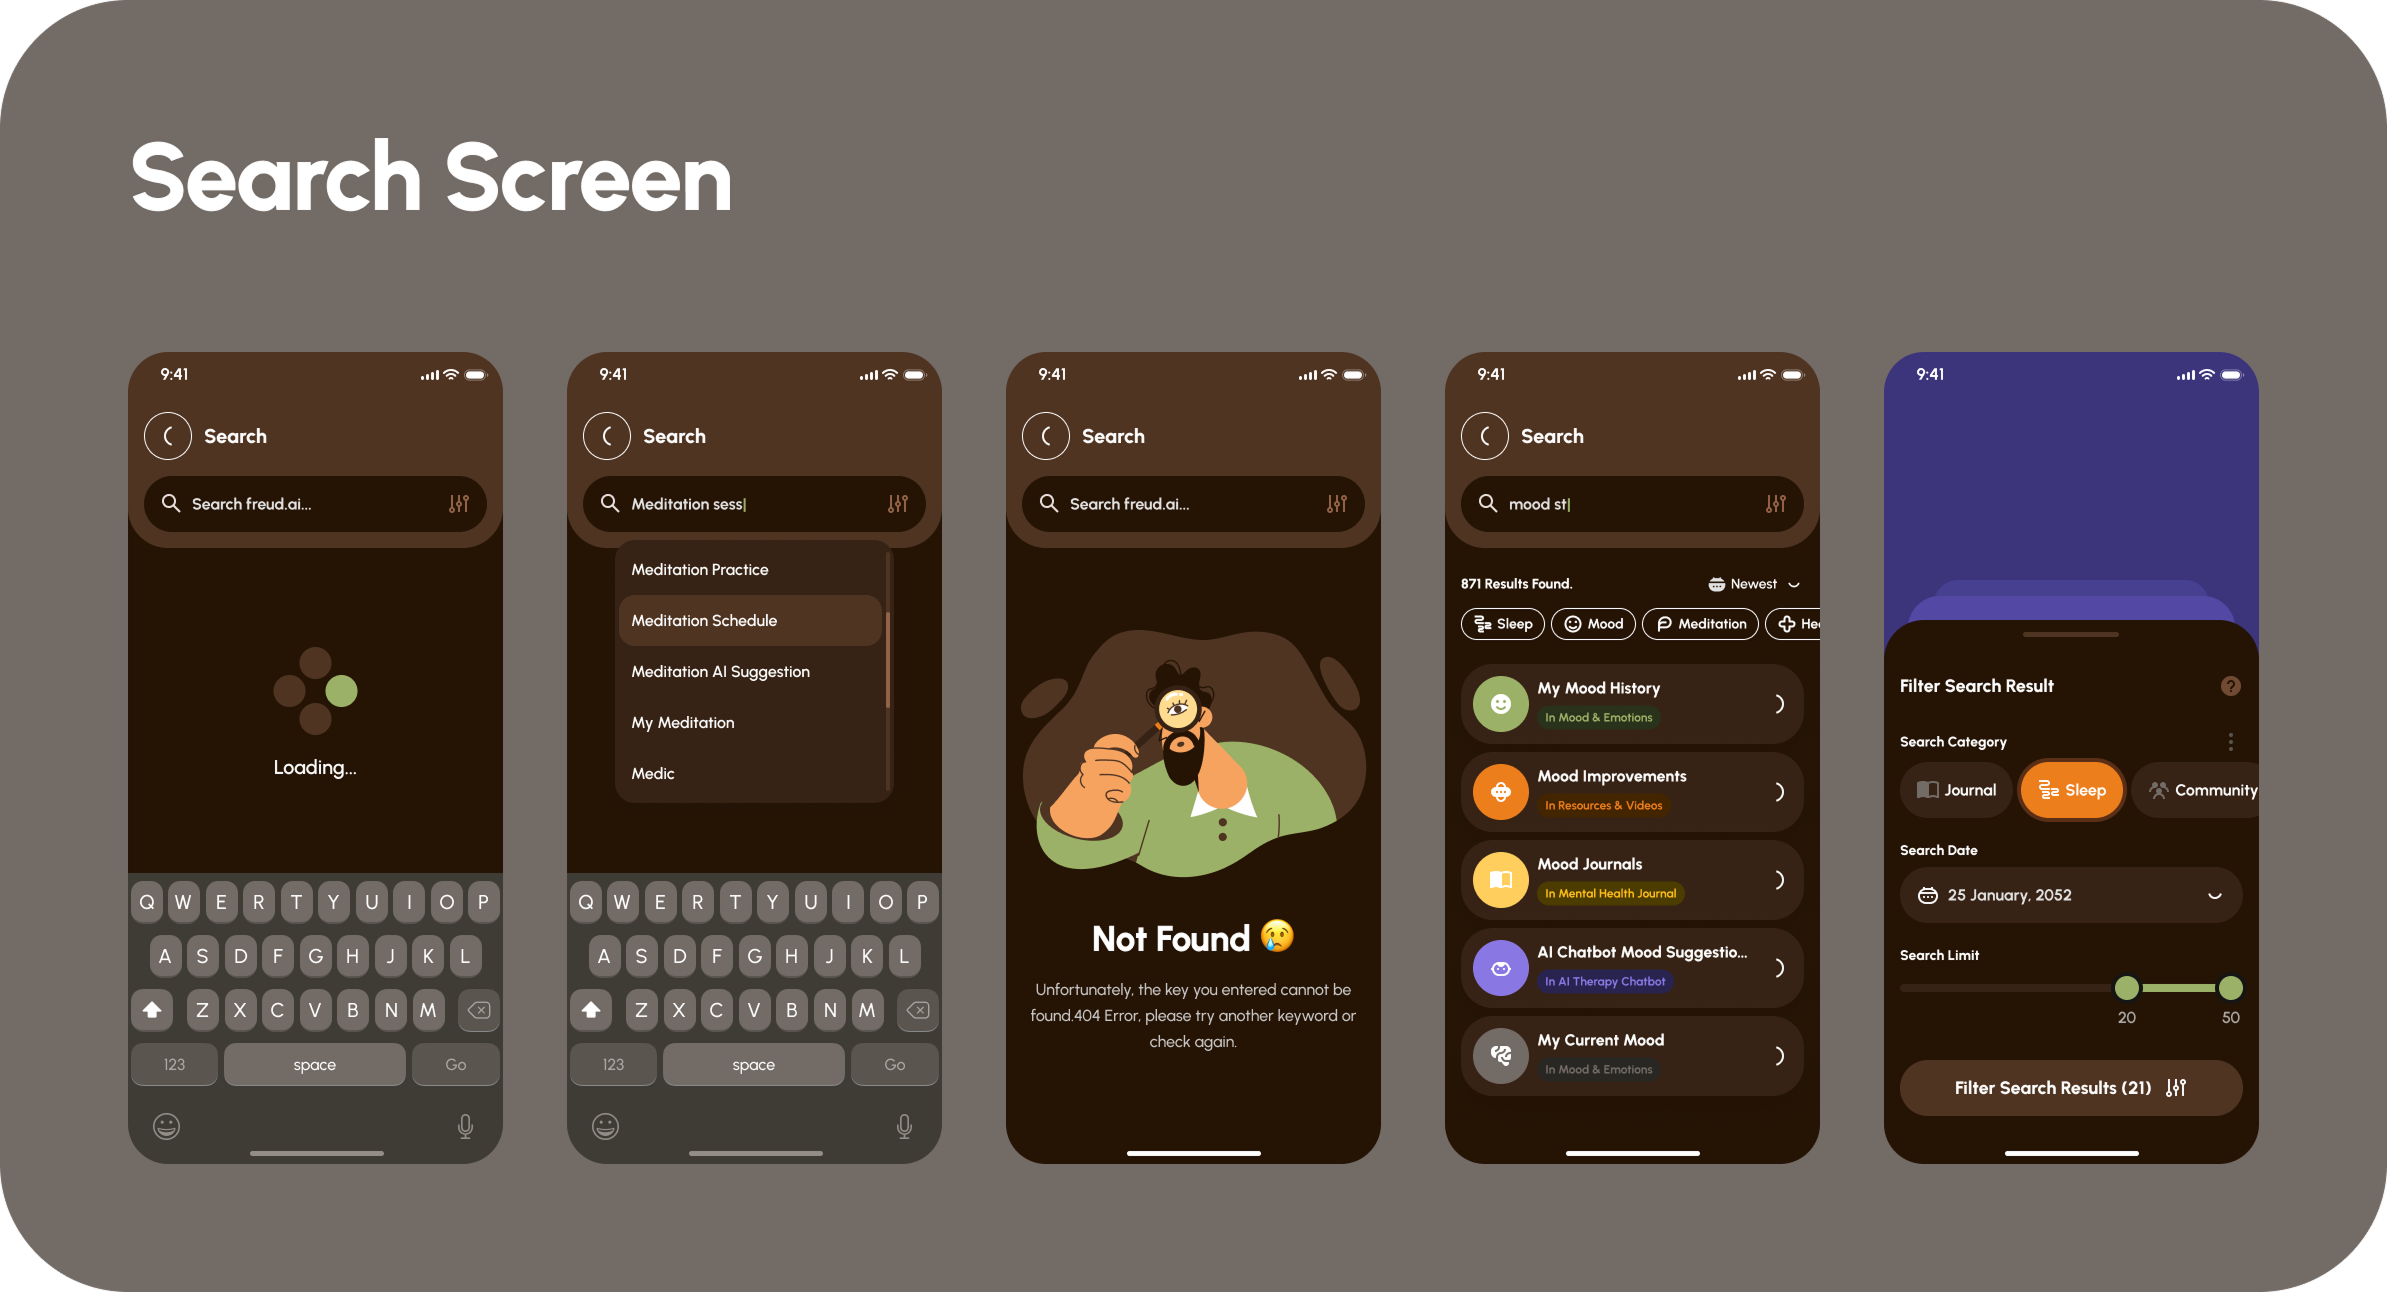 Search Screen
9:41
Search
Search freud.ai...
Loading...
Q W E R T Y U I O P
A S D F G H J K L
Z X C V B N M
123 space Go
9:41
Search
Meditation sess
Meditation Practice
Meditation Schedule
Meditation AI Suggestion
My Meditation
Medic
Q W E R T Y U I O P
A S D F G H J K L
Z X C V B N M
123 space Go
9:41
Search
Search freud.ai...
Not Found 😢
Unfortunately, the key you entered cannot be
found.404 Error, please try another keyword or
check again.
9:41
Search
mood st
871 Results Found. Newest
Sleep Mood Meditation Hea
My Mood History
In Mood & Emotions
Mood Improvements
In Resources & Videos
Mood Journals
In Mental Health Journal
AI Chatbot Mood Suggestio...
In AI Therapy Chatbot
My Current Mood
In Mood & Emotions
9:41
Filter Search Result ?
Search Category
Journal Sleep Community
Search Date
25 January, 2052
Search Limit
20 50
Filter Search Results (21)